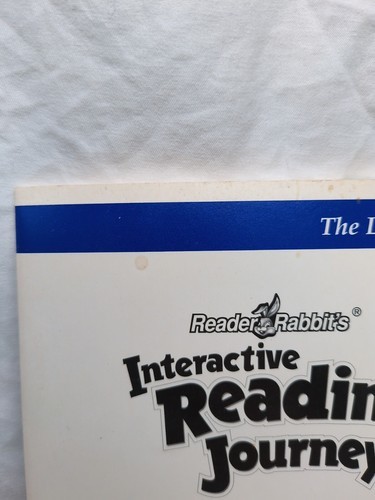 The L
Reader Rabbit's®
Interactive
Readin
Journey